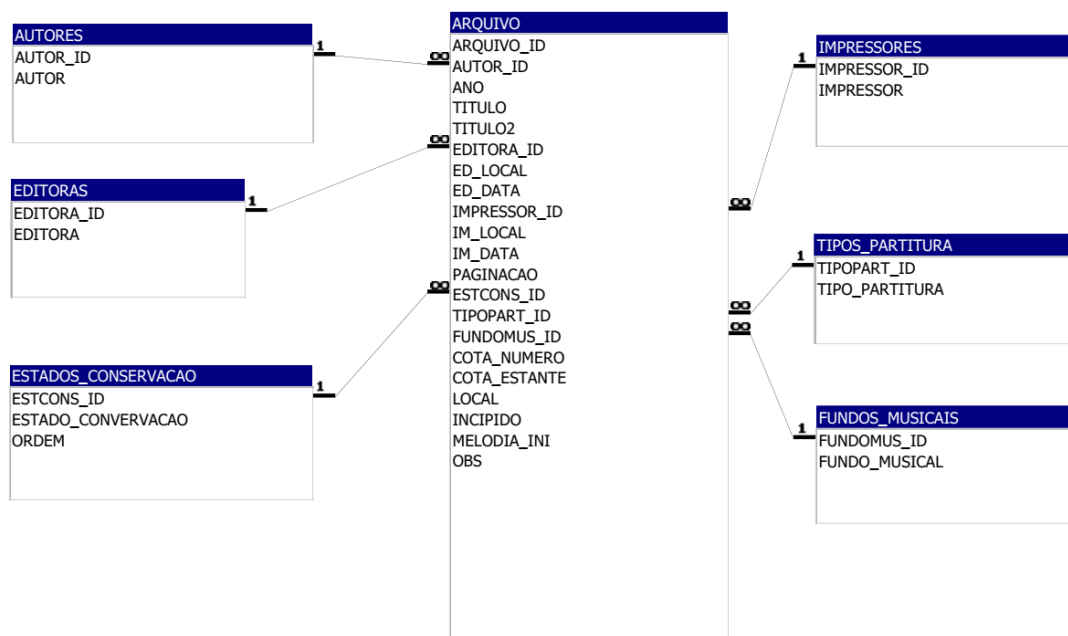 AUTORES
AUTOR_ID
AUTOR
1
∞
EDITORAS
EDITORA_ID
EDITORA
1
∞
ESTADOS_CONSERVACAO
ESTCONS_ID
ESTADO_CONVERVACAO
ORDEM
1
∞
ARQUIVO
ARQUIVO_ID
AUTOR_ID
ANO
TITULO
TITULO2
EDITORA_ID
ED_LOCAL
ED_DATA
IMPRESSOR_ID
IM_LOCAL
IM_DATA
PAGINACAO
ESTCONS_ID
TIPOPART_ID
FUNDOMUS_ID
COTA_NUMERO
COTA_ESTANTE
LOCAL
INCIPIDO
MELODIA_INI
OBS
IMPRESSORES
IMPRESSOR_ID
IMPRESSOR
1
∞
TIPOS_PARTITURA
TIPOPART_ID
TIPO_PARTITURA
1
∞
∞
FUNDOS_MUSICAIS
FUNDOMUS_ID
FUNDO_MUSICAL
1